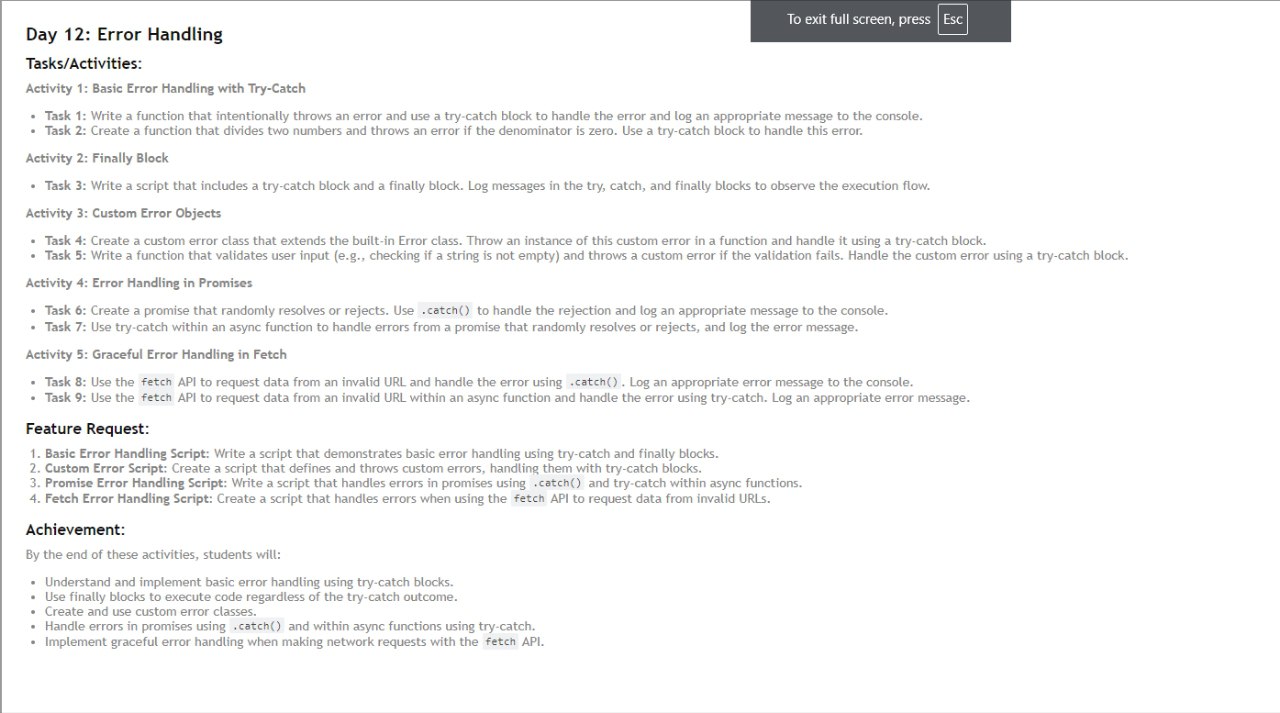 To exit full screen, press Esc
Day 12: Error Handling
Tasks/Activities:
Activity 1: Basic Error Handling with Try-Catch
• Task 1: Write a function that intentionally throws an error and use a try-catch block to handle the error and log an appropriate message to the console.
• Task 2: Create a function that divides two numbers and throws an error if the denominator is zero. Use a try-catch block to handle this error.
Activity 2: Finally Block
• Task 3: Write a script that includes a try-catch block and a finally block. Log messages in the try, catch, and finally blocks to observe the execution flow.
Activity 3: Custom Error Objects
• Task 4: Create a custom error class that extends the built-in Error class. Throw an instance of this custom error in a function and handle it using a try-catch block.
• Task 5: Write a function that validates user input (e.g., checking if a string is not empty) and throws a custom error if the validation fails. Handle the custom error using a try-catch block.
Activity 4: Error Handling in Promises
• Task 6: Create a promise that randomly resolves or rejects. Use .catch() to handle the rejection and log an appropriate message to the console.
• Task 7: Use try-catch within an async function to handle errors from a promise that randomly resolves or rejects, and log the error message.
Activity 5: Graceful Error Handling in Fetch
• Task 8: Use the fetch API to request data from an invalid URL and handle the error using .catch(). Log an appropriate error message to the console.
• Task 9: Use the fetch API to request data from an invalid URL within an async function and handle the error using try-catch. Log an appropriate error message.
Feature Request:
1. Basic Error Handling Script: Write a script that demonstrates basic error handling using try-catch and finally blocks.
2. Custom Error Script: Create a script that defines and throws custom errors, handling them with try-catch blocks.
3. Promise Error Handling Script: Write a script that handles errors in promises using .catch() and try-catch within async functions.
4. Fetch Error Handling Script: Create a script that handles errors when using the fetch API to request data from invalid URLs.
Achievement:
By the end of these activities, students will:
• Understand and implement basic error handling using try-catch blocks.
• Use finally blocks to execute code regardless of the try-catch outcome.
• Create and use custom error classes.
• Handle errors in promises using .catch() and within async functions using try-catch.
• Implement graceful error handling when making network requests with the fetch API.